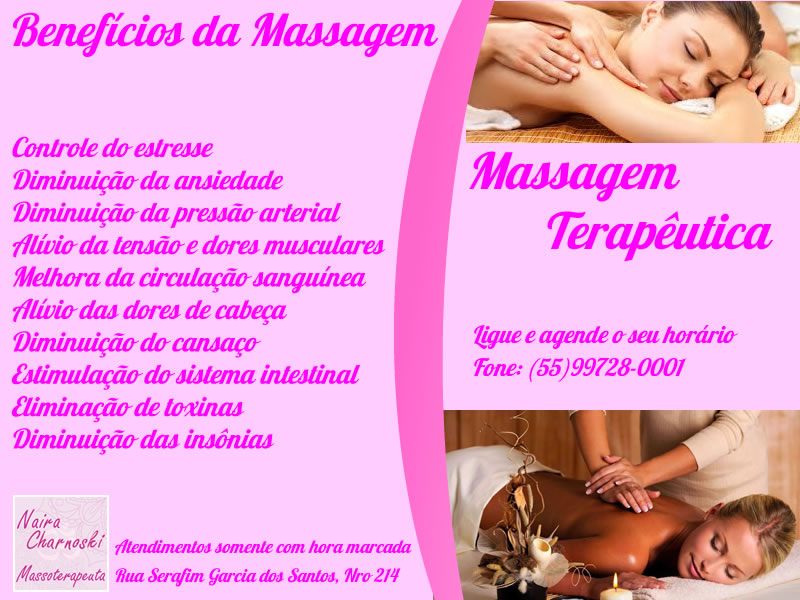 Benefícios da Massagem
Controle do estresse
Diminuição da ansiedade
Diminuição da pressão arterial
Alívio da tensão e dores musculares
Melhora da circulação sanguínea
Alívio das dores de cabeça
Diminuição do cansaço
Estimulação do sistema intestinal
Eliminação de toxinas
Diminuição das insônias
Naira
Charnoski
Massoterapeuta
Atendimentos somente com hora marcada
Rua Serafim Garcia dos Santos, Nro 214
Massagem
Terapêutica
Ligue e agende o seu horário
Fone: (55)99728-0001